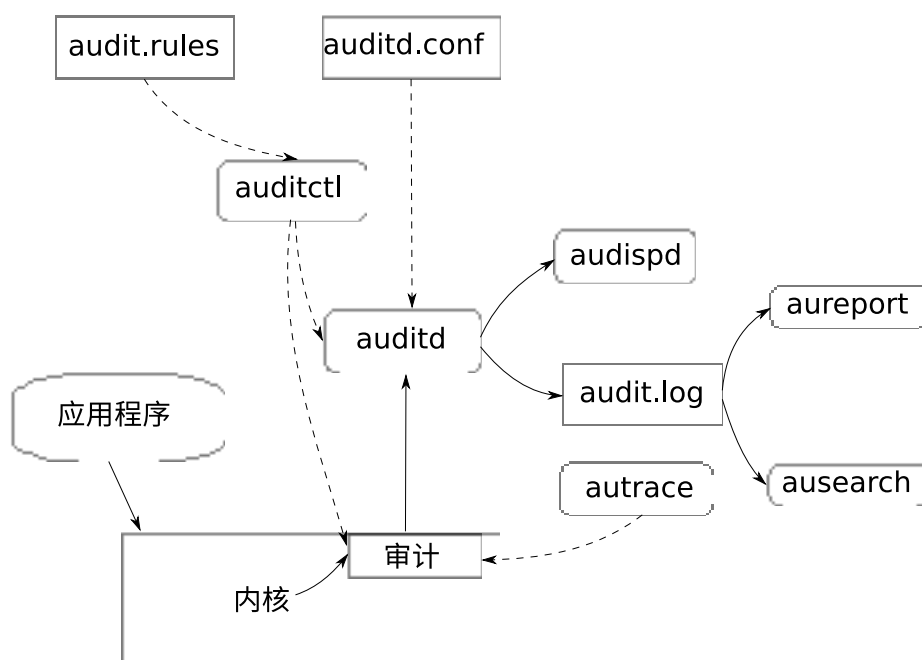 audit.rules
auditd.conf
auditctl
audispd
aureport
auditd
audit.log
应用程序
autrace
ausearch
审计
内核